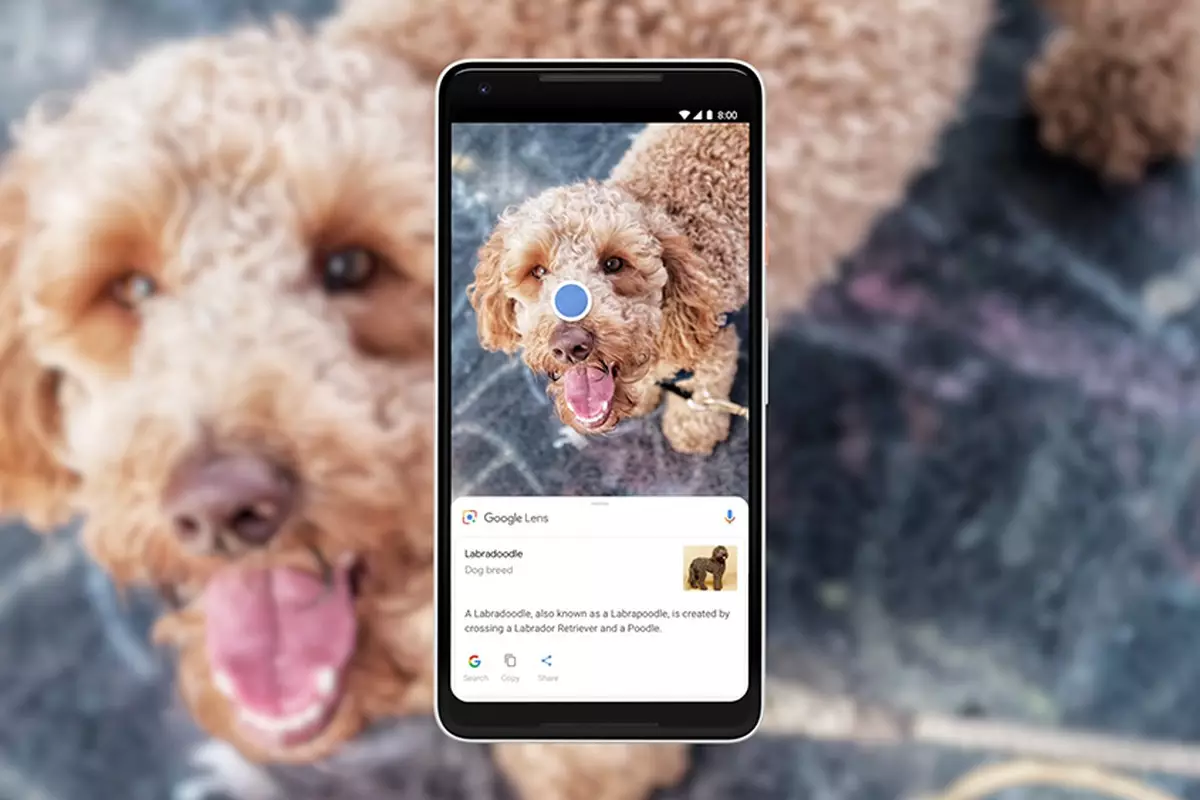 8:00
Google Lens
Labradoodle
Dog breed
A Labradoodle, also known as a Labrapoodle, is created by
crossing a Labrador Retriever and a Poodle.
Search Copy Share